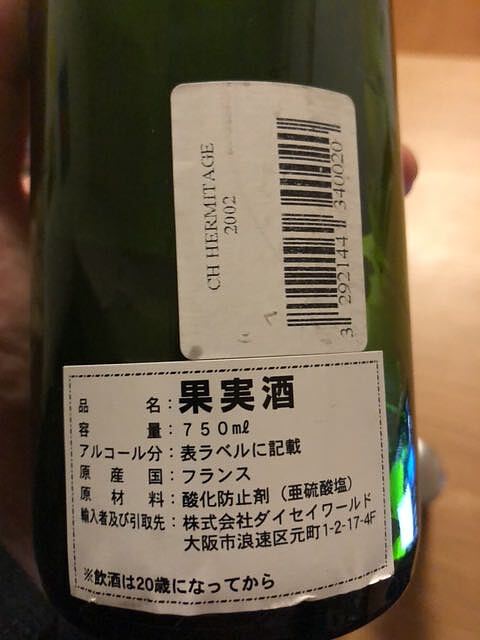 CH HERMITAGE
2002
3 292144 340020
品名：果実酒
容量：750mℓ
アルコール分：表ラベルに記載
原産国：フランス
原材料：酸化防止剤（亜硫酸塩）
輸入者及び引取先：株式会社ダイセイワールド
大阪市浪速区元町1-2-17-4F
※飲酒は20歳になってから